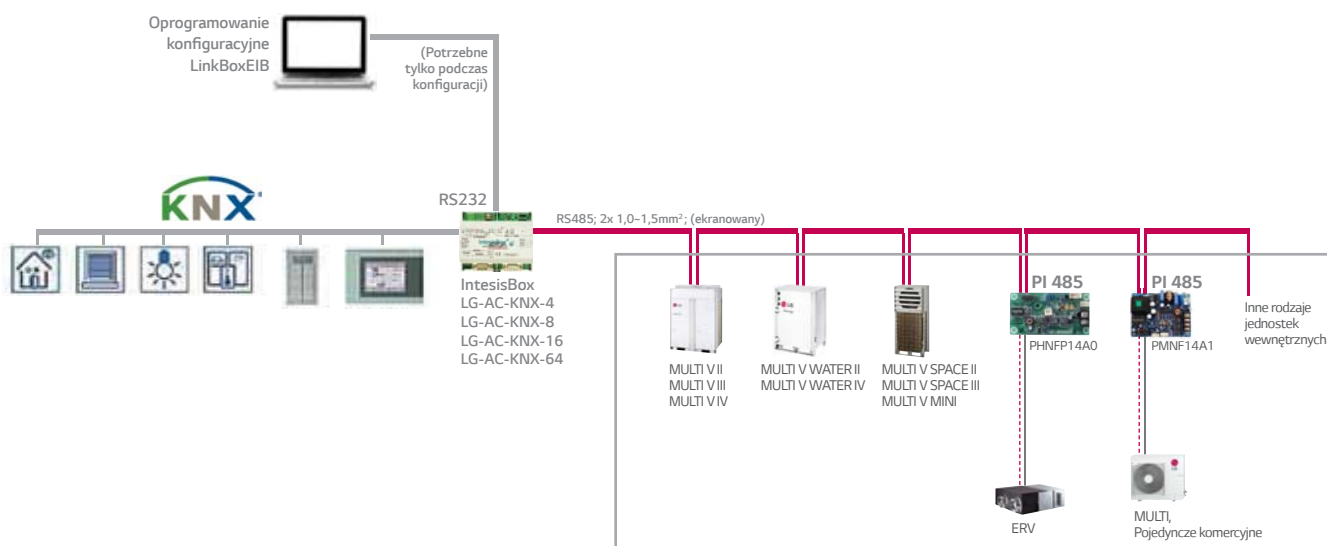 Oprogramowanie
konfiguracyjne
LinkBoxEIB
(Potrzebne
tylko podczas
konfiguracji)
KNX
RS232
RS485; 2x 1,0–1,5mm²; (ekranowany)
IntesisBox
LG-AC-KNX-4
LG-AC-KNX-8
LG-AC-KNX-16
LG-AC-KNX-64
MULTI V II
MULTI V III
MULTI V IV
MULTI V WATER II
MULTI V WATER IV
MULTI V SPACE II
MULTI V SPACE III
MULTI V MINI
PI 485
PHNFP14A0
PI 485
PMNF14A1
Inne rodzaje
jednostek
wewnętrznych
ERV
MULTI,
Pojedyncze komercyjne